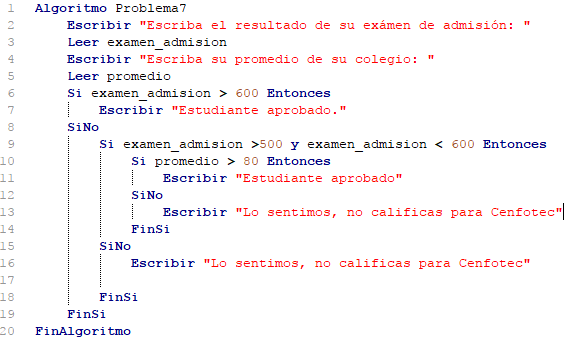 1 Algoritmo Problema7
2 Escribir "Escriba el resultado de su exámen de admisión: "
3 Leer examen_admision
4 Escribir "Escriba su promedio de su colegio: "
5 Leer promedio
6 Si examen_admision > 600 Entonces
7 Escribir "Estudiante aprobado."
8 SiNo
9 Si examen_admision >500 y examen_admision < 600 Entonces
10 Si promedio > 80 Entonces
11 Escribir "Estudiante aprobado"
12 SiNo
13 Escribir "Lo sentimos, no calificas para Cenfotec"
14 FinSi
15 SiNo
16 Escribir "Lo sentimos, no calificas para Cenfotec"
17
18 FinSi
19 FinSi
20 FinAlgoritmo